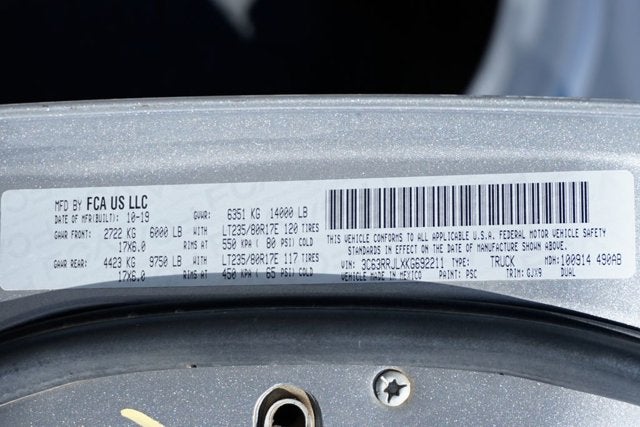 MFD BY FCA US LLC
DATE OF MFR(BUILT): 10-19 GVWR: 6351 KG 14000 LB
GAWR FRONT: 2722 KG 6000 LB LT235/80R17E 120 TIRES
17X6.0 RIMS AT 550 KPA ( 80 PSI) COLD
GAWR REAR: 4423 KG 9750 LB LT235/80R17E 117 TIRES
17X6.0 RIMS AT 450 KPA ( 65 PSI) COLD
THIS VEHICLE CONFORMS TO ALL APPLICABLE U.S.A. FEDERAL MOTOR VEHICLE SAFETY
STANDARDS IN EFFECT ON THE DATE OF MANUFACTURE SHOWN ABOVE.
VIN: 3C63RRJLXKG692211 TYPE: TRUCK MDH: 100914 490AB
VEHICLE MADE IN MEXICO PAINT: PSC TRIM: GJX9 DUAL